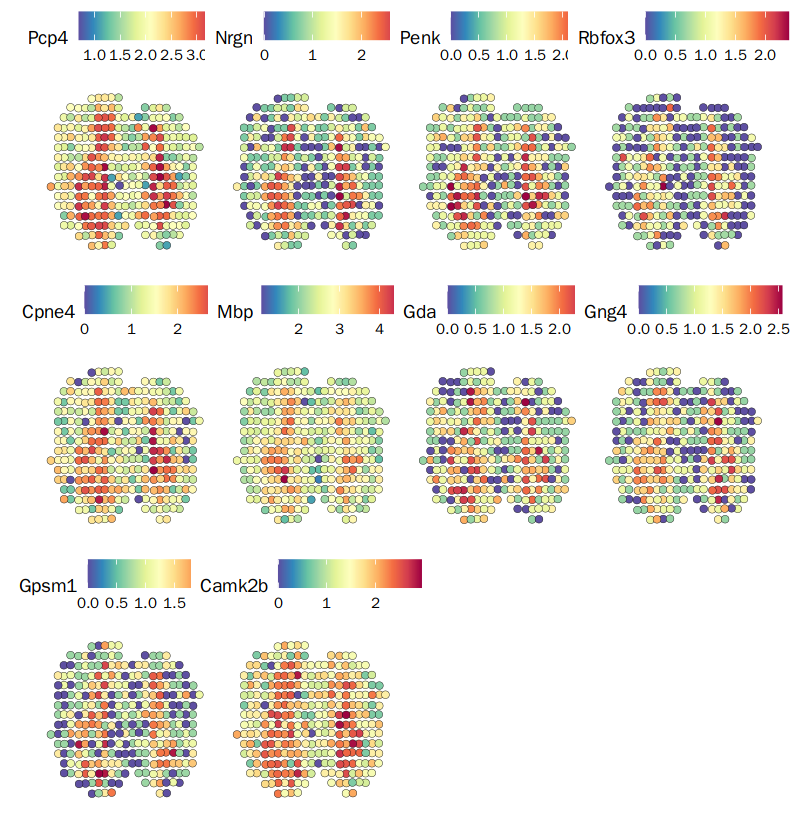 Pcp4
1.0 1.5 2.0 2.5 3.0
Nrgn
0 1 2
Penk
0.0 0.5 1.0 1.5 2.0
Rbfox3
0.0 0.5 1.0 1.5 2.0
Cpne4
0 1 2
Mbp
2 3 4
Gda
0.0 0.5 1.0 1.5 2.0
Gng4
0.0 0.5 1.0 1.5 2.0 2.5
Gpsm1
0.0 0.5 1.0 1.5
Camk2b
0 1 2